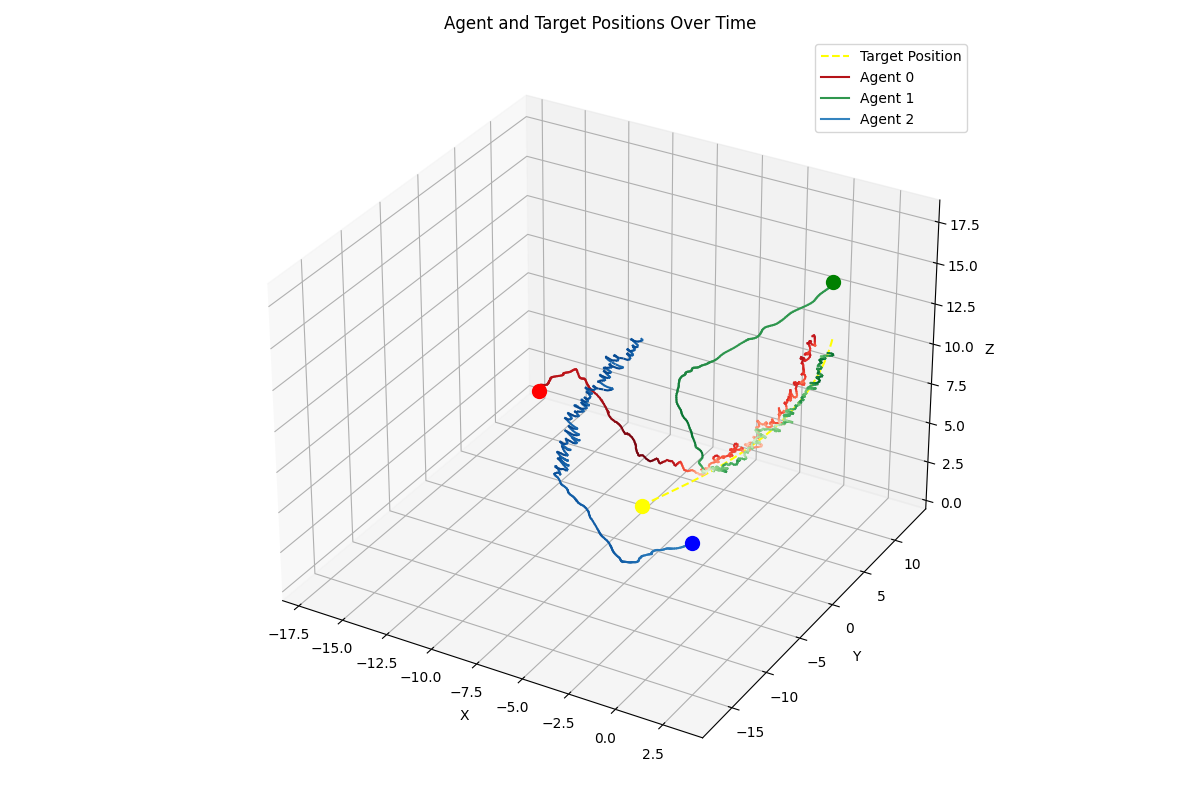 Agent and Target Positions Over Time
Target Position
Agent 0
Agent 1
Agent 2
17.5
15.0
12.5
10.0
7.5
5.0
2.5
0.0
Z
10
5
0
−5
−10
−15
Y
−17.5
−15.0
−12.5
−10.0
−7.5
−5.0
−2.5
0.0
2.5
X